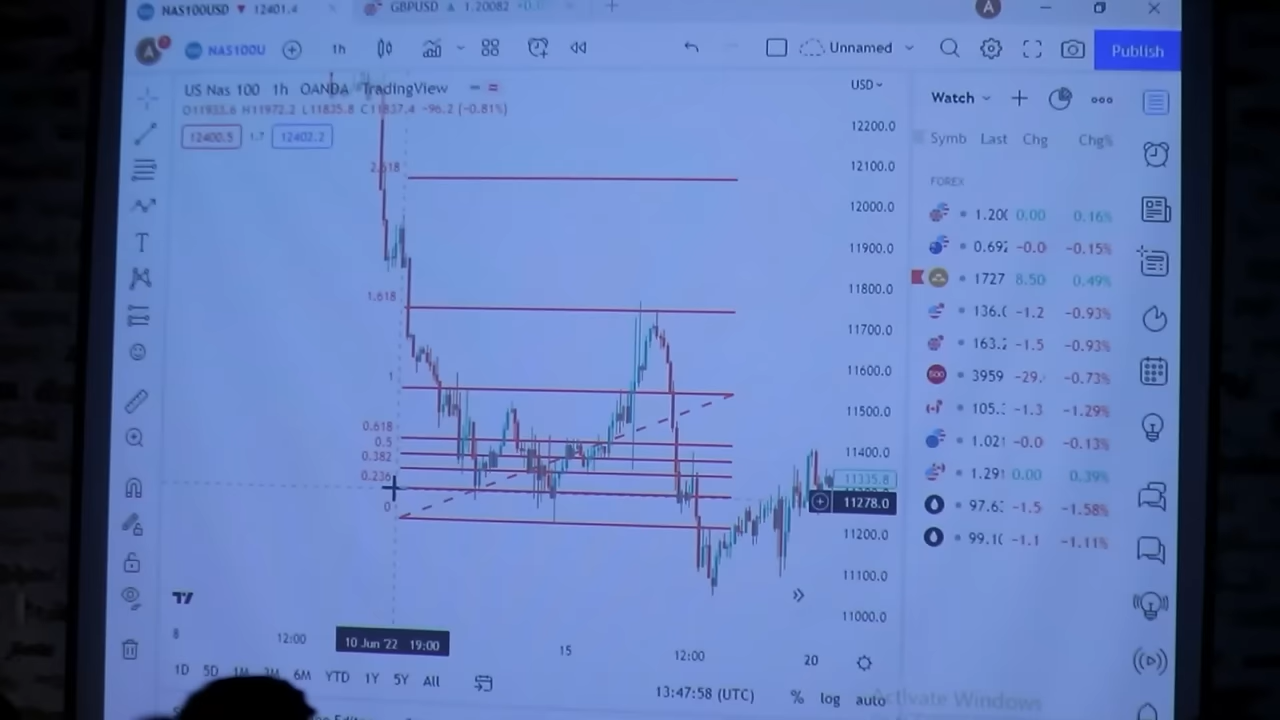 NAS100USD ▼ 12401.4 GBPUSD ▲ 1.20082
A
NAS100U 1h Unnamed Publish
US Nas 100 1h OANDA TradingView
O11933.6 H11972.2 L11825.8 C11837.4 -96.2 (-0.81%)
12400.5 1.7 12402.2
2.618
1.618
1
0.618
0.5
0.382
0.236
0
USD
12200.0
12100.0
12000.0
11900.0
11800.0
11700.0
11600.0
11500.0
11400.0
11335.8
11278.0
11200.0
11100.0
11000.0
Watch
Symb Last Chg Chg%
FOREX
1.20 0.00 0.16%
0.69 -0.0 -0.15%
1727 8.50 0.49%
136. -1.2 -0.93%
163. -1.5 -0.93%
500 3959 -29. -0.73%
105. -1.3 -1.29%
1.02 -0.0 -0.13%
1.29 0.00 0.39%
97.6 -1.5 -1.58%
99.1 -1.1 -1.11%
8 12:00 10 Jun '22 19:00 15 12:00 20
1D 5D 1M 3M 6M YTD 1Y 5Y All
13:47:58 (UTC) % log auto
Activate Windows